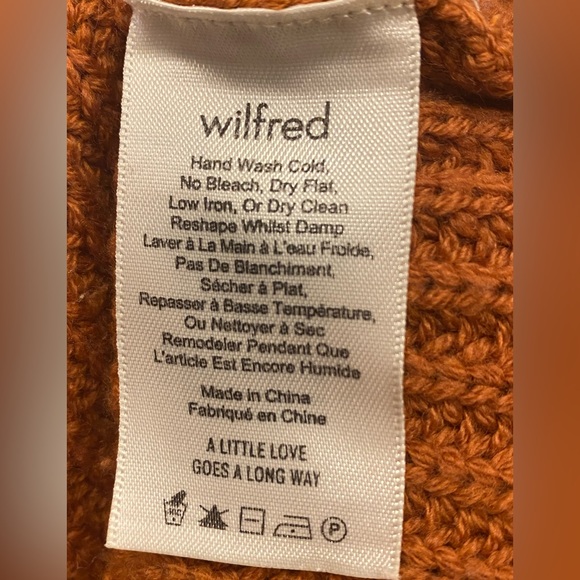 wilfred
Hand Wash Cold,
No Bleach, Dry Flat,
Low Iron, Or Dry Clean
Reshape Whilst Damp
Laver à La Main à L'eau Froide,
Pas De Blanchiment,
Sécher à Plat,
Repasser à Basse Température,
Ou Nettoyer à Sec
Remodeler Pendant Que
L'article Est Encore Humide
Made in China
Fabriqué en Chine
A LITTLE LOVE
GOES A LONG WAY
P